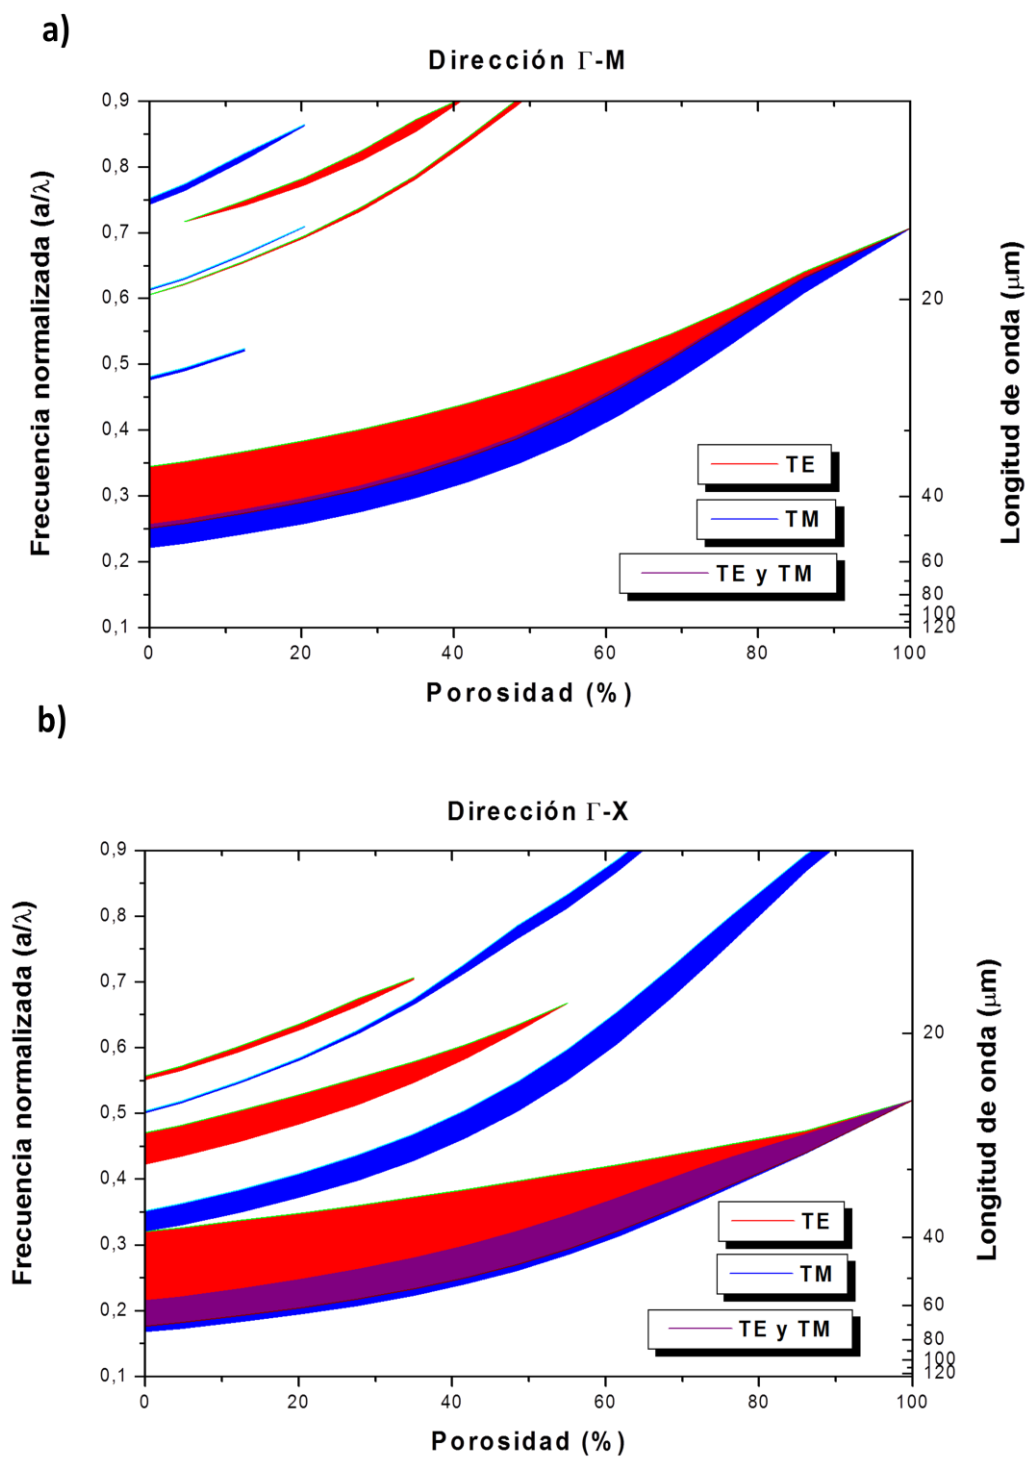 a)
Dirección Γ-M
Frecuencia normalizada (a/λ)
0,9
0,8
0,7
0,6
0,5
0,4
0,3
0,2
0,1
0
20
40
60
80
100
Porosidad (%)
Longitud de onda (μm)
20
40
60
80
100
120
TE
TM
TE y TM
b)
Dirección Γ-X
Frecuencia normalizada (a/λ)
0,9
0,8
0,7
0,6
0,5
0,4
0,3
0,2
0,1
0
20
40
60
80
100
Porosidad (%)
Longitud de onda (μm)
20
40
60
80
100
120
TE
TM
TE y TM